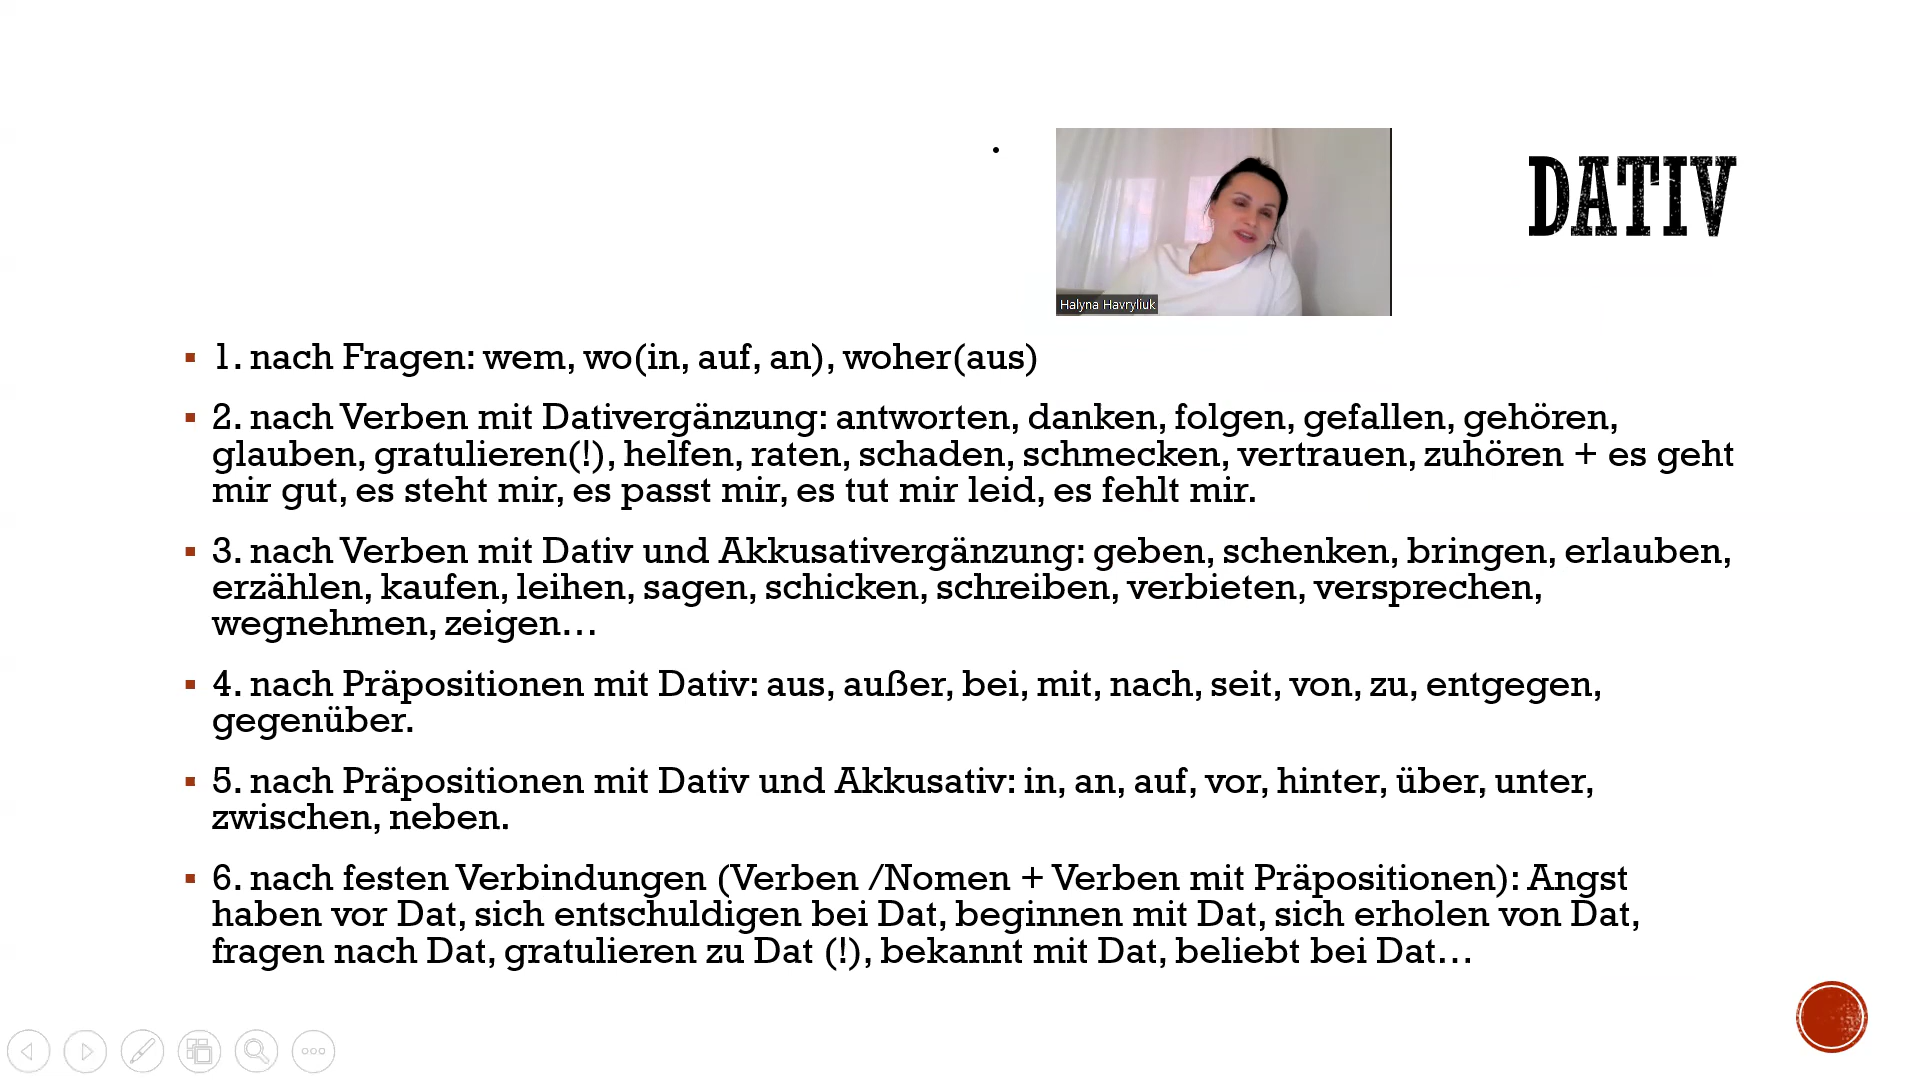 DATIV
Halyna Havryliuk
1. nach Fragen: wem, wo(in, auf, an), woher(aus)
2. nach Verben mit Dativergänzung: antworten, danken, folgen, gefallen, gehören,
glauben, gratulieren(!), helfen, raten, schaden, schmecken, vertrauen, zuhören + es geht
mir gut, es steht mir, es passt mir, es tut mir leid, es fehlt mir.
3. nach Verben mit Dativ und Akkusativergänzung: geben, schenken, bringen, erlauben,
erzählen, kaufen, leihen, sagen, schicken, schreiben, verbieten, versprechen,
wegnehmen, zeigen…
4. nach Präpositionen mit Dativ: aus, außer, bei, mit, nach, seit, von, zu, entgegen,
gegenüber.
5. nach Präpositionen mit Dativ und Akkusativ: in, an, auf, vor, hinter, über, unter,
zwischen, neben.
6. nach festen Verbindungen (Verben /Nomen + Verben mit Präpositionen): Angst
haben vor Dat, sich entschuldigen bei Dat, beginnen mit Dat, sich erholen von Dat,
fragen nach Dat, gratulieren zu Dat (!), bekannt mit Dat, beliebt bei Dat…